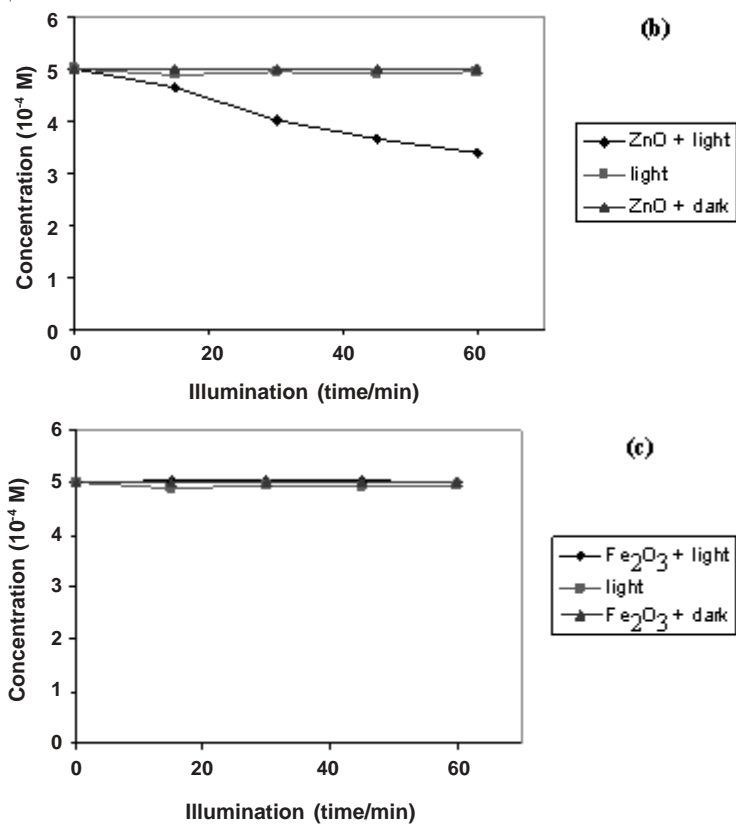 6
(b)
5
4
3
2
1
0
Concentration (10⁻⁴ M)
0 20 40 60
Illumination (time/min)
ZnO + light
light
ZnO + dark
6
(c)
5
4
3
2
1
0
Concentration (10⁻⁴ M)
0 20 40 60
Illumination (time/min)
Fe₂O₃ + light
light
Fe₂O₃ + dark